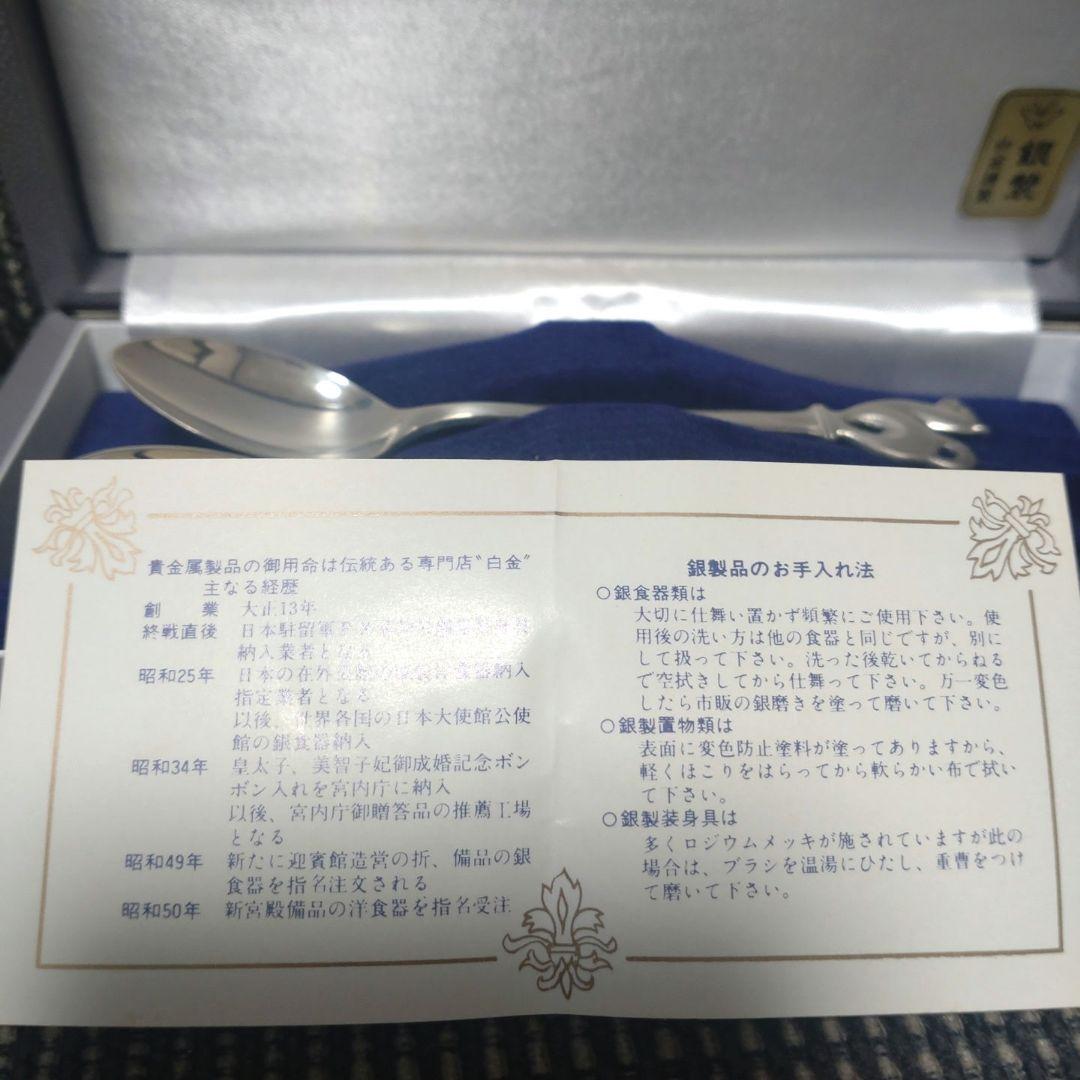 銀製
貴金属製品の御用命は伝統ある専門店"白金"
主なる経歴
創 業 大正13年
終戦直後 日本駐留軍
納入業者となる
昭和25年 日本の在外 納入
指定業者となる
以後、世界各国の日本大使館公使
館の銀食器納入
昭和34年 皇太子、美智子妃御成婚記念ボン
ボン入れを宮内庁に納入
以後、宮内庁御贈答品の推薦工場
となる
昭和49年 新たに迎賓館造営の折、備品の銀
食器を指名注文される
昭和50年 新宮殿備品の洋食器を指名受注
銀製品のお手入れ法
○銀食器類は
大切に仕舞い置かず頻繁にご使用下さい。使
用後の洗い方は他の食器と同じですが、別に
して扱って下さい。洗った後乾いてからねる
で空拭きしてから仕舞って下さい。万一変色
したら市販の銀磨きを塗って磨いて下さい。
○銀製置物類は
表面に変色防止塗料が塗ってありますから、
軽くほこりをはらってから軟らかい布で拭い
て下さい。
○銀製装身具は
多くロジウムメッキが施されていますが此の
場合は、ブラシを温湯にひたし、重曹をつけ
て磨いて下さい。